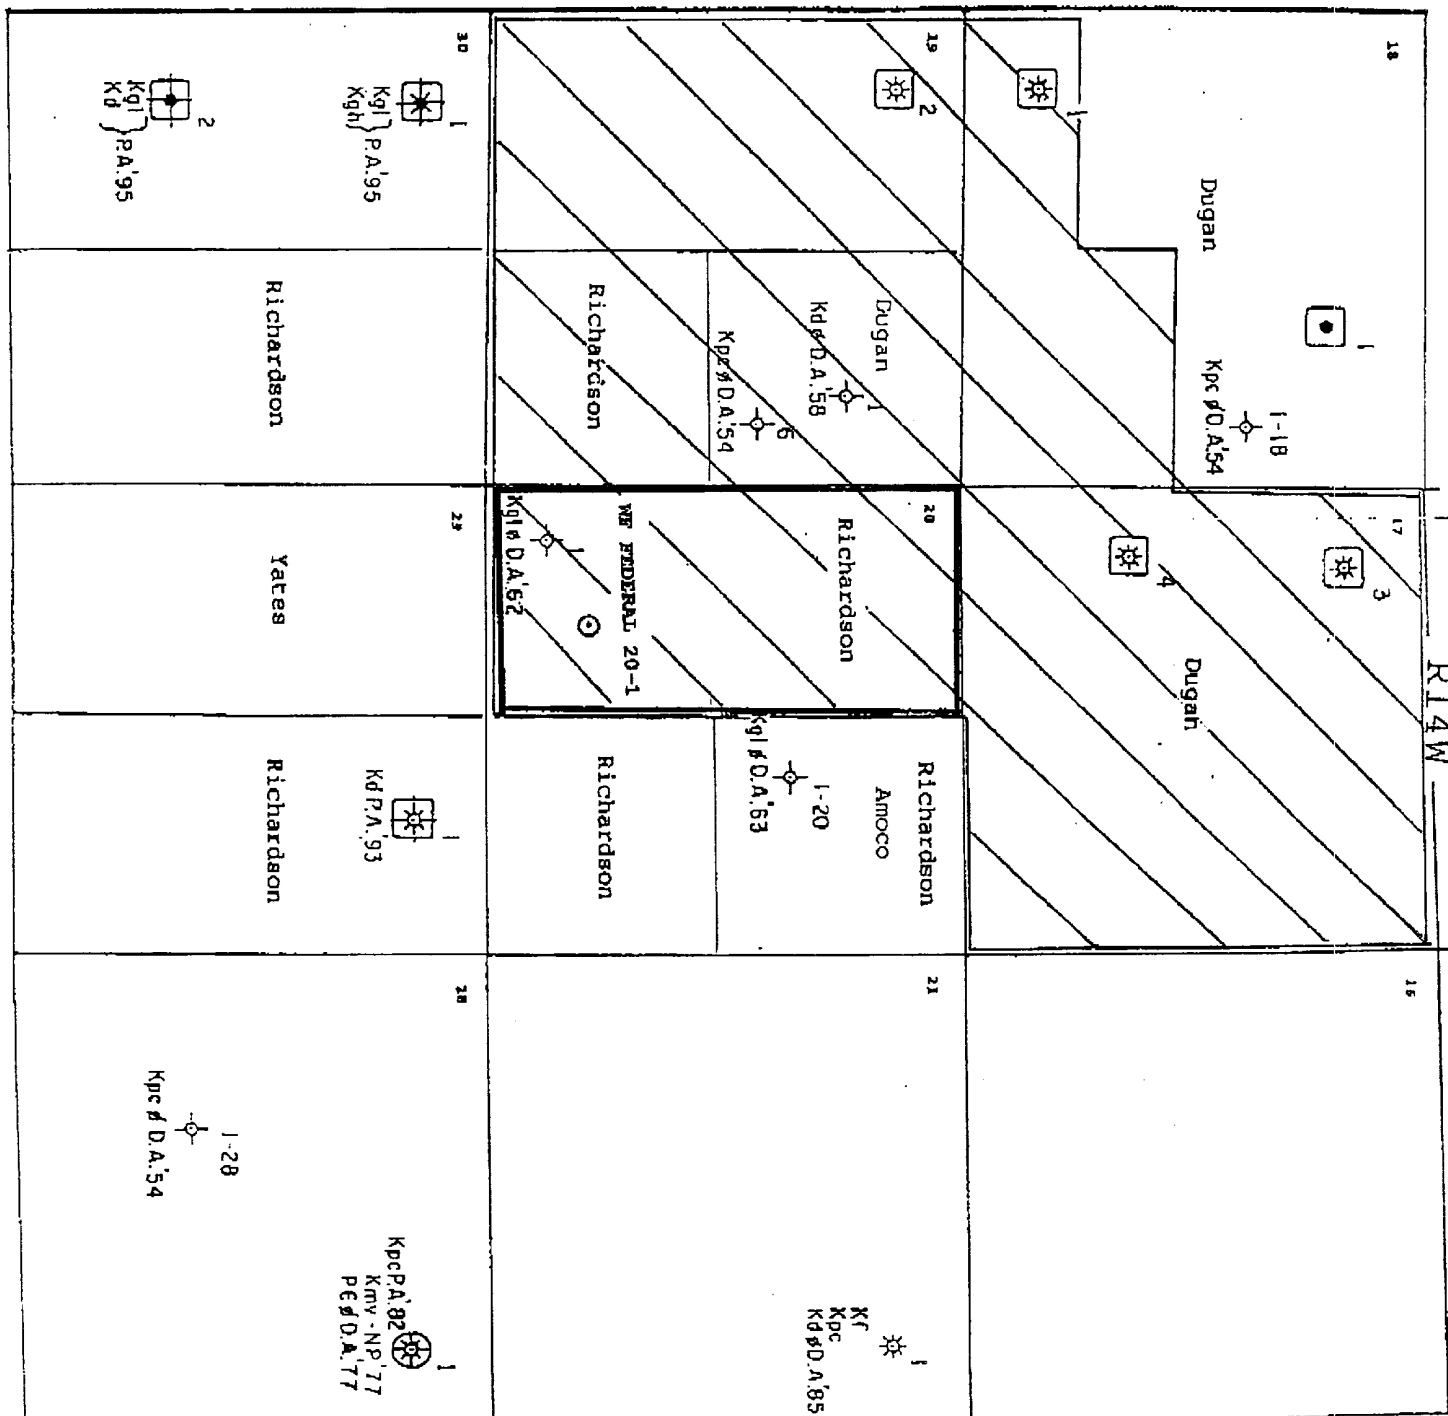 R14W
18
Dugan
1
1-18
Kpc ø D.A.'54
17
3
4
Dugan
16
1
19
2
Dugan
1
Kd ø D.A.'58
6
Kpc ø D.A.'54
Richardson
20
Richardson
WF FEDERAL 20-1
1
Kgl ø D.A.'62
Richardson
Amoco
1-20
Kgl ø D.A.'63
Richardson
21
1
Kf
Kpc
Kd ø D.A.'85
30
1
Kgl
Kgh } P.A.'95
2
Kgl
Kd } P.A.'95
Richardson
29
Yates
1
Kd P.A.'93
Richardson
28
1-28
Kpc ø D.A.'54
1
Kpc P.A.'82
Kmv - NP'77
P€ ø D.A.'77